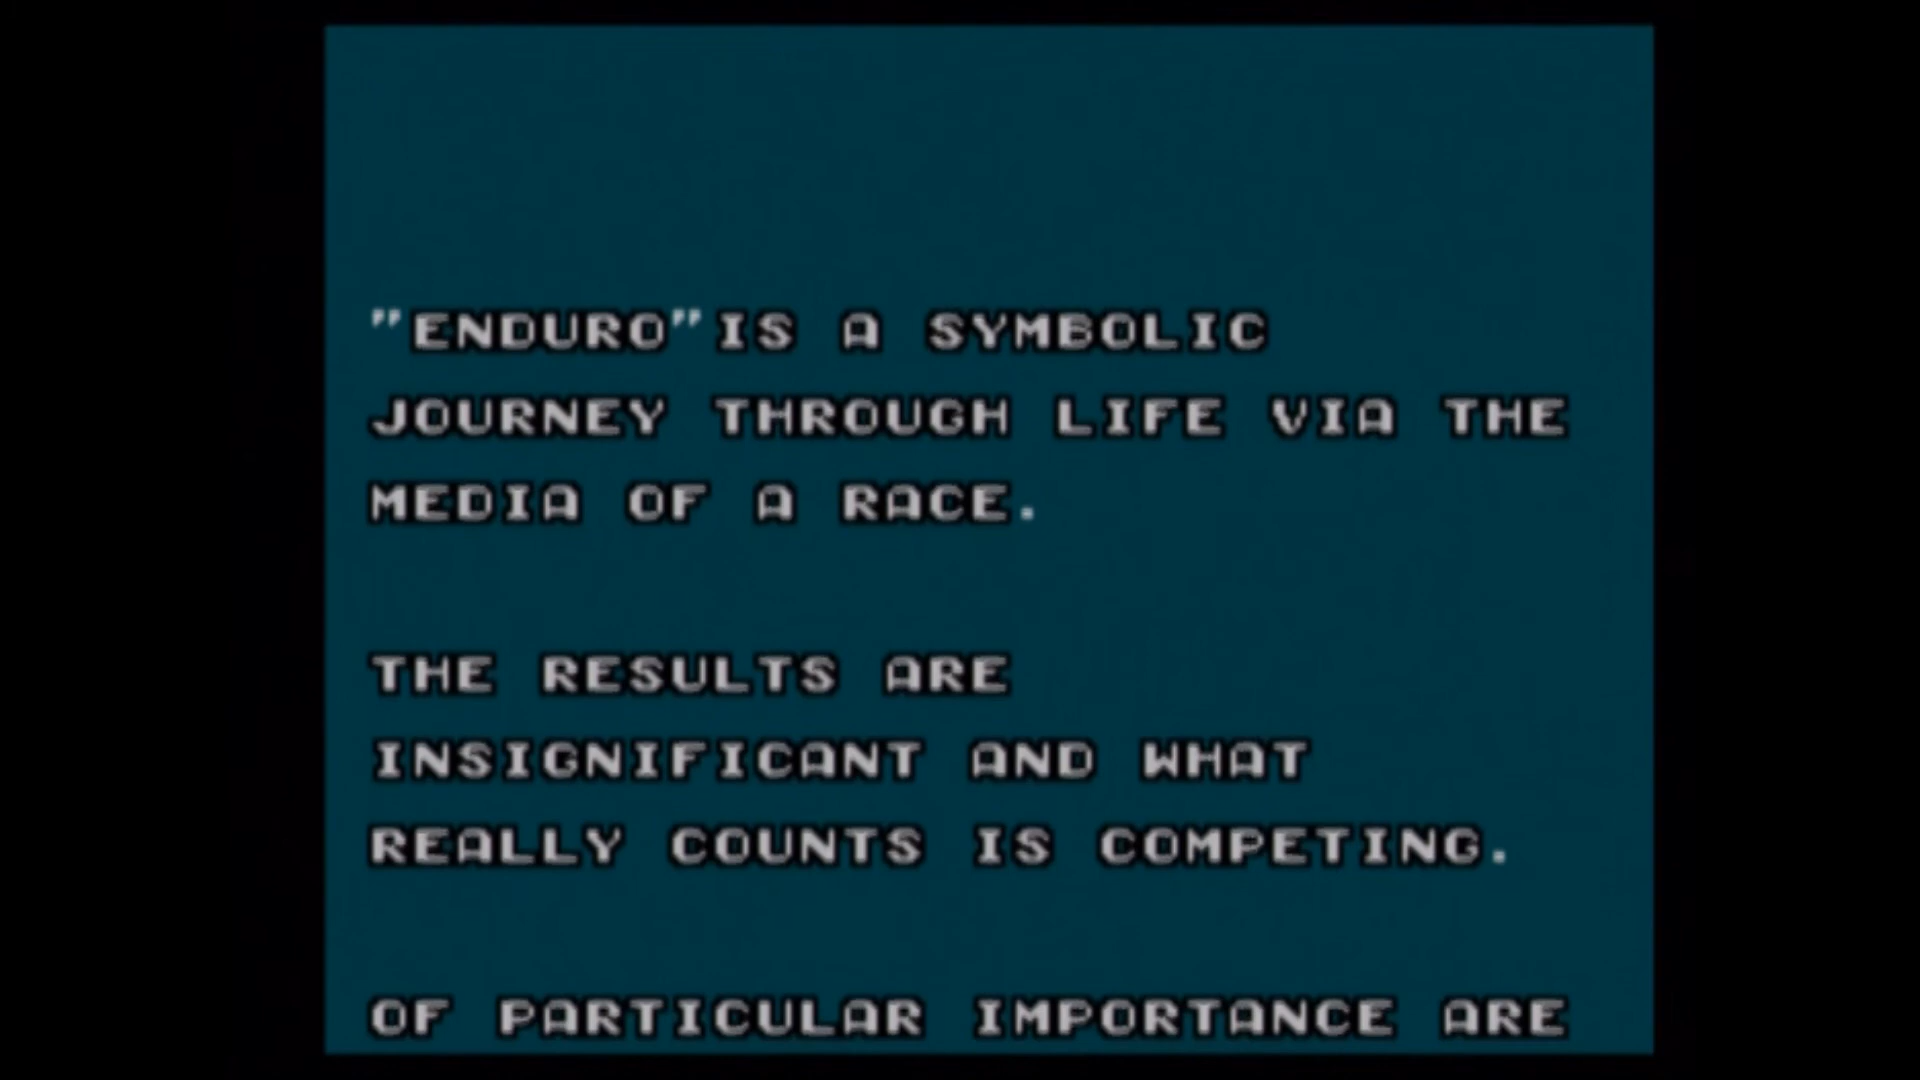 "ENDURO"IS A SYMBOLIC
JOURNEY THROUGH LIFE VIA THE
MEDIA OF A RACE.
THE RESULTS ARE
INSIGNIFICANT AND WHAT
REALLY COUNTS IS COMPETING.
OF PARTICULAR IMPORTANCE ARE